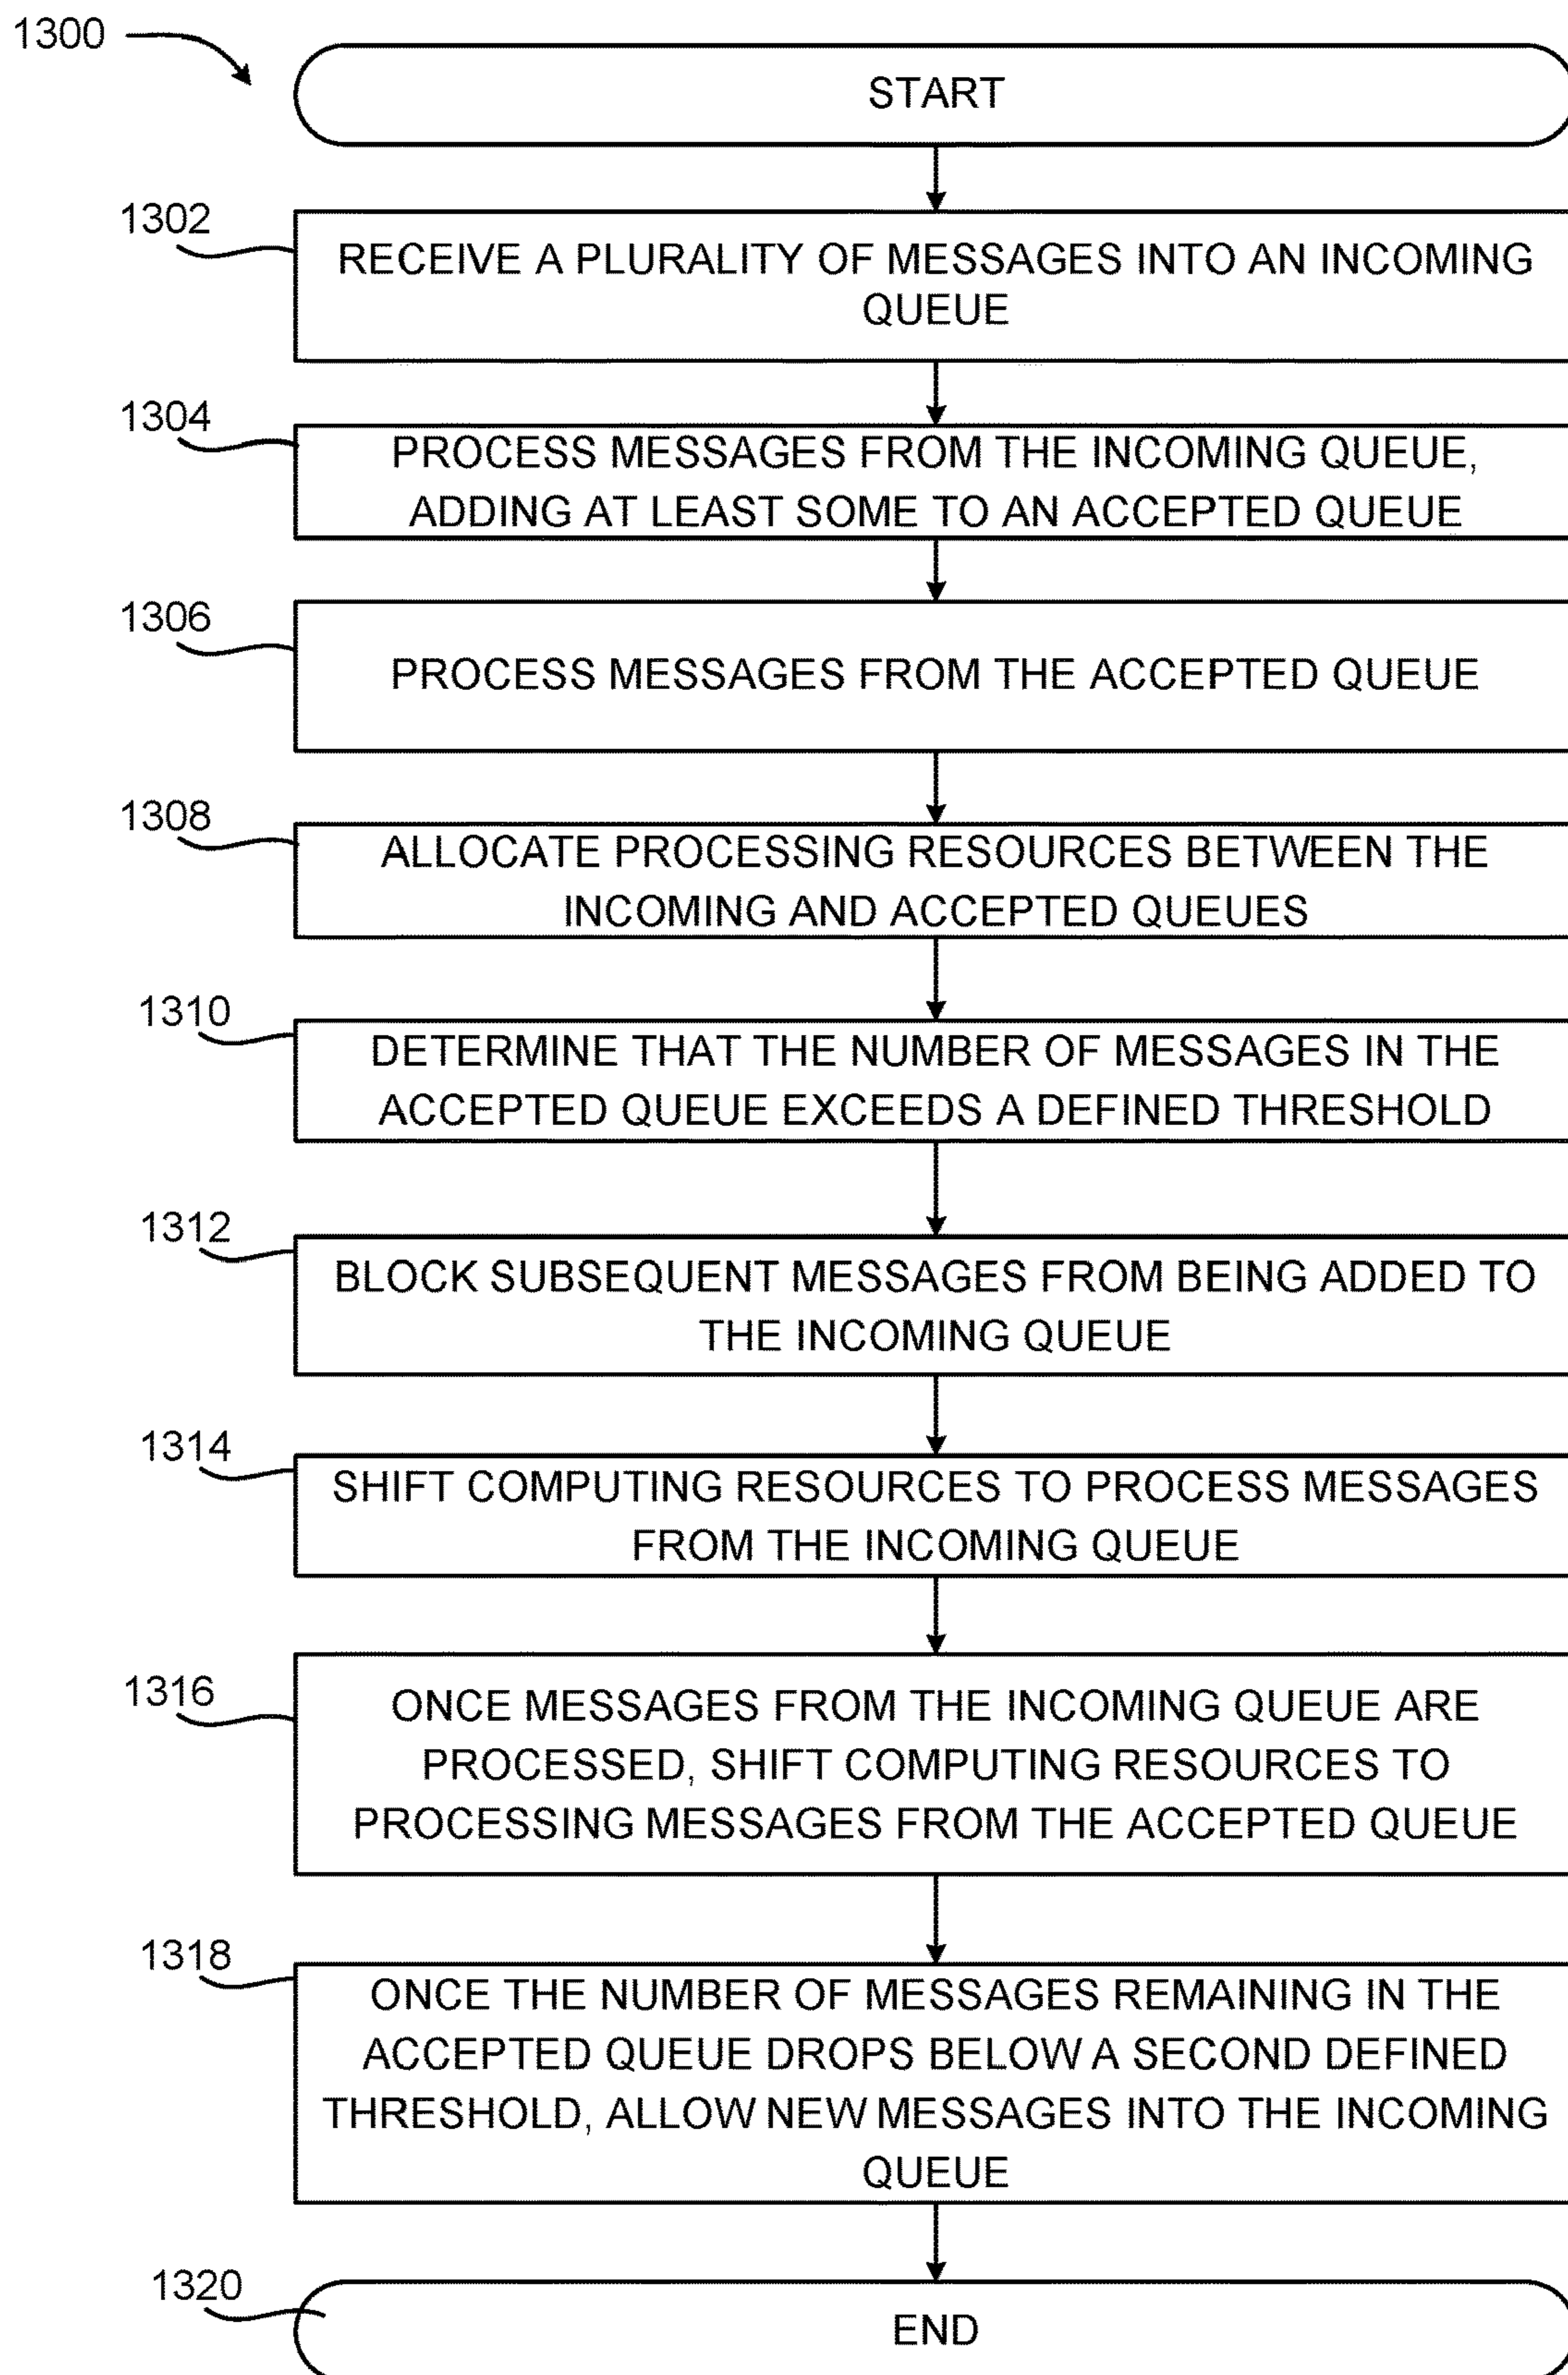 1300
START
1302
RECEIVE A PLURALITY OF MESSAGES INTO AN INCOMING
QUEUE
1304
PROCESS MESSAGES FROM THE INCOMING QUEUE,
ADDING AT LEAST SOME TO AN ACCEPTED QUEUE
1306
PROCESS MESSAGES FROM THE ACCEPTED QUEUE
1308
ALLOCATE PROCESSING RESOURCES BETWEEN THE
INCOMING AND ACCEPTED QUEUES
1310
DETERMINE THAT THE NUMBER OF MESSAGES IN THE
ACCEPTED QUEUE EXCEEDS A DEFINED THRESHOLD
1312
BLOCK SUBSEQUENT MESSAGES FROM BEING ADDED TO
THE INCOMING QUEUE
1314
SHIFT COMPUTING RESOURCES TO PROCESS MESSAGES
FROM THE INCOMING QUEUE
1316
ONCE MESSAGES FROM THE INCOMING QUEUE ARE
PROCESSED, SHIFT COMPUTING RESOURCES TO
PROCESSING MESSAGES FROM THE ACCEPTED QUEUE
1318
ONCE THE NUMBER OF MESSAGES REMAINING IN THE
ACCEPTED QUEUE DROPS BELOW A SECOND DEFINED
THRESHOLD, ALLOW NEW MESSAGES INTO THE INCOMING
QUEUE
1320
END